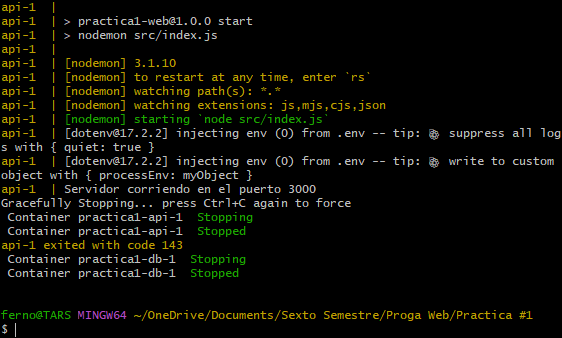 api-1  |
api-1  | > practica1-web@1.0.0 start
api-1  | > nodemon src/index.js
api-1  |
api-1  | [nodemon] 3.1.10
api-1  | [nodemon] to restart at any time, enter `rs`
api-1  | [nodemon] watching path(s): *.*
api-1  | [nodemon] watching extensions: js,mjs,cjs,json
api-1  | [nodemon] starting `node src/index.js`
api-1  | [dotenv@17.2.2] injecting env (0) from .env -- tip: ⚙️ suppress all log
s with { quiet: true }
api-1  | [dotenv@17.2.2] injecting env (0) from .env -- tip: ⚙️ write to custom
object with { processEnv: myObject }
api-1  | Servidor corriendo en el puerto 3000
Gracefully Stopping... press Ctrl+C again to force
Container practica1-api-1  Stopping
Container practica1-api-1  Stopped
api-1 exited with code 143
Container practica1-db-1  Stopping
Container practica1-db-1  Stopped
ferno@TARS MINGW64 ~/OneDrive/Documents/Sexto Semestre/Proga Web/Practica #1
$